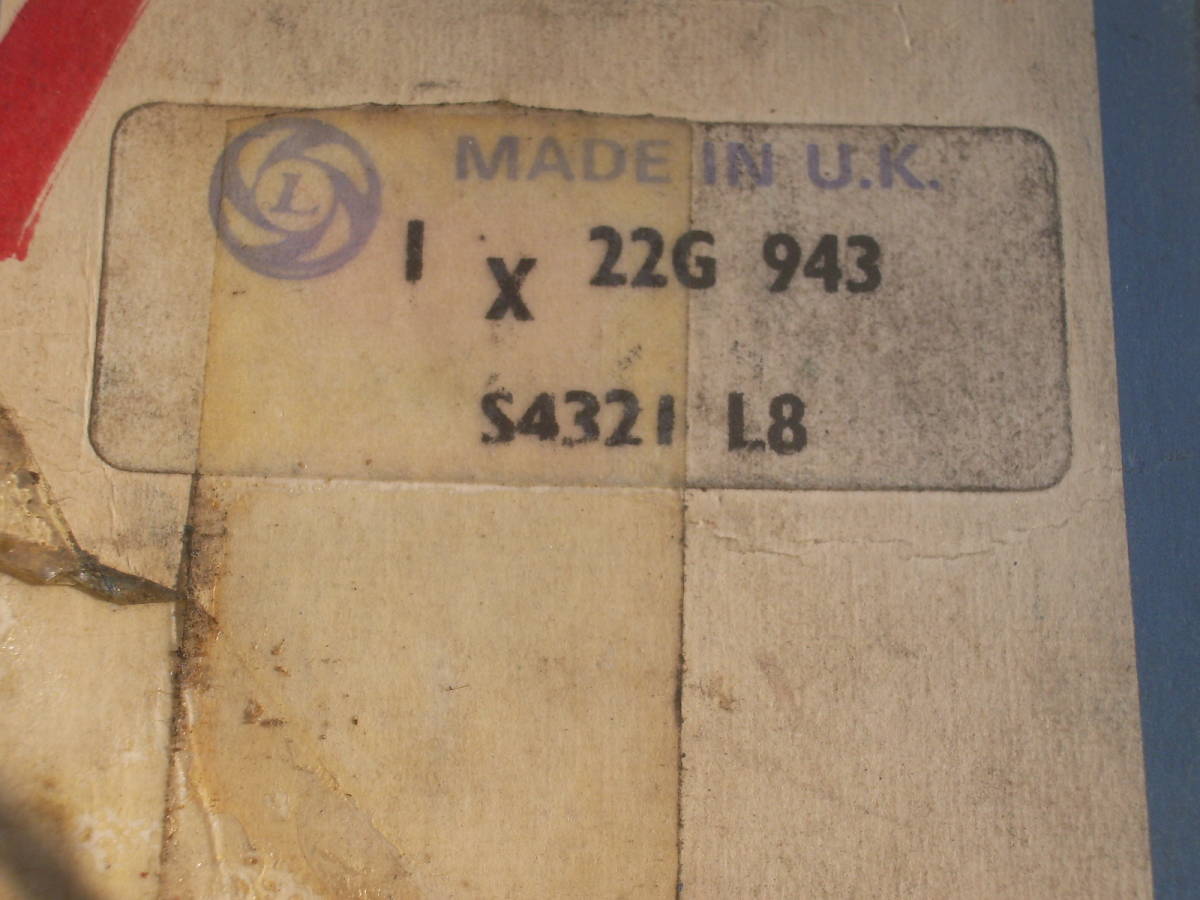 L MADE IN U.K.
1 X 22G 943
S4321 L8